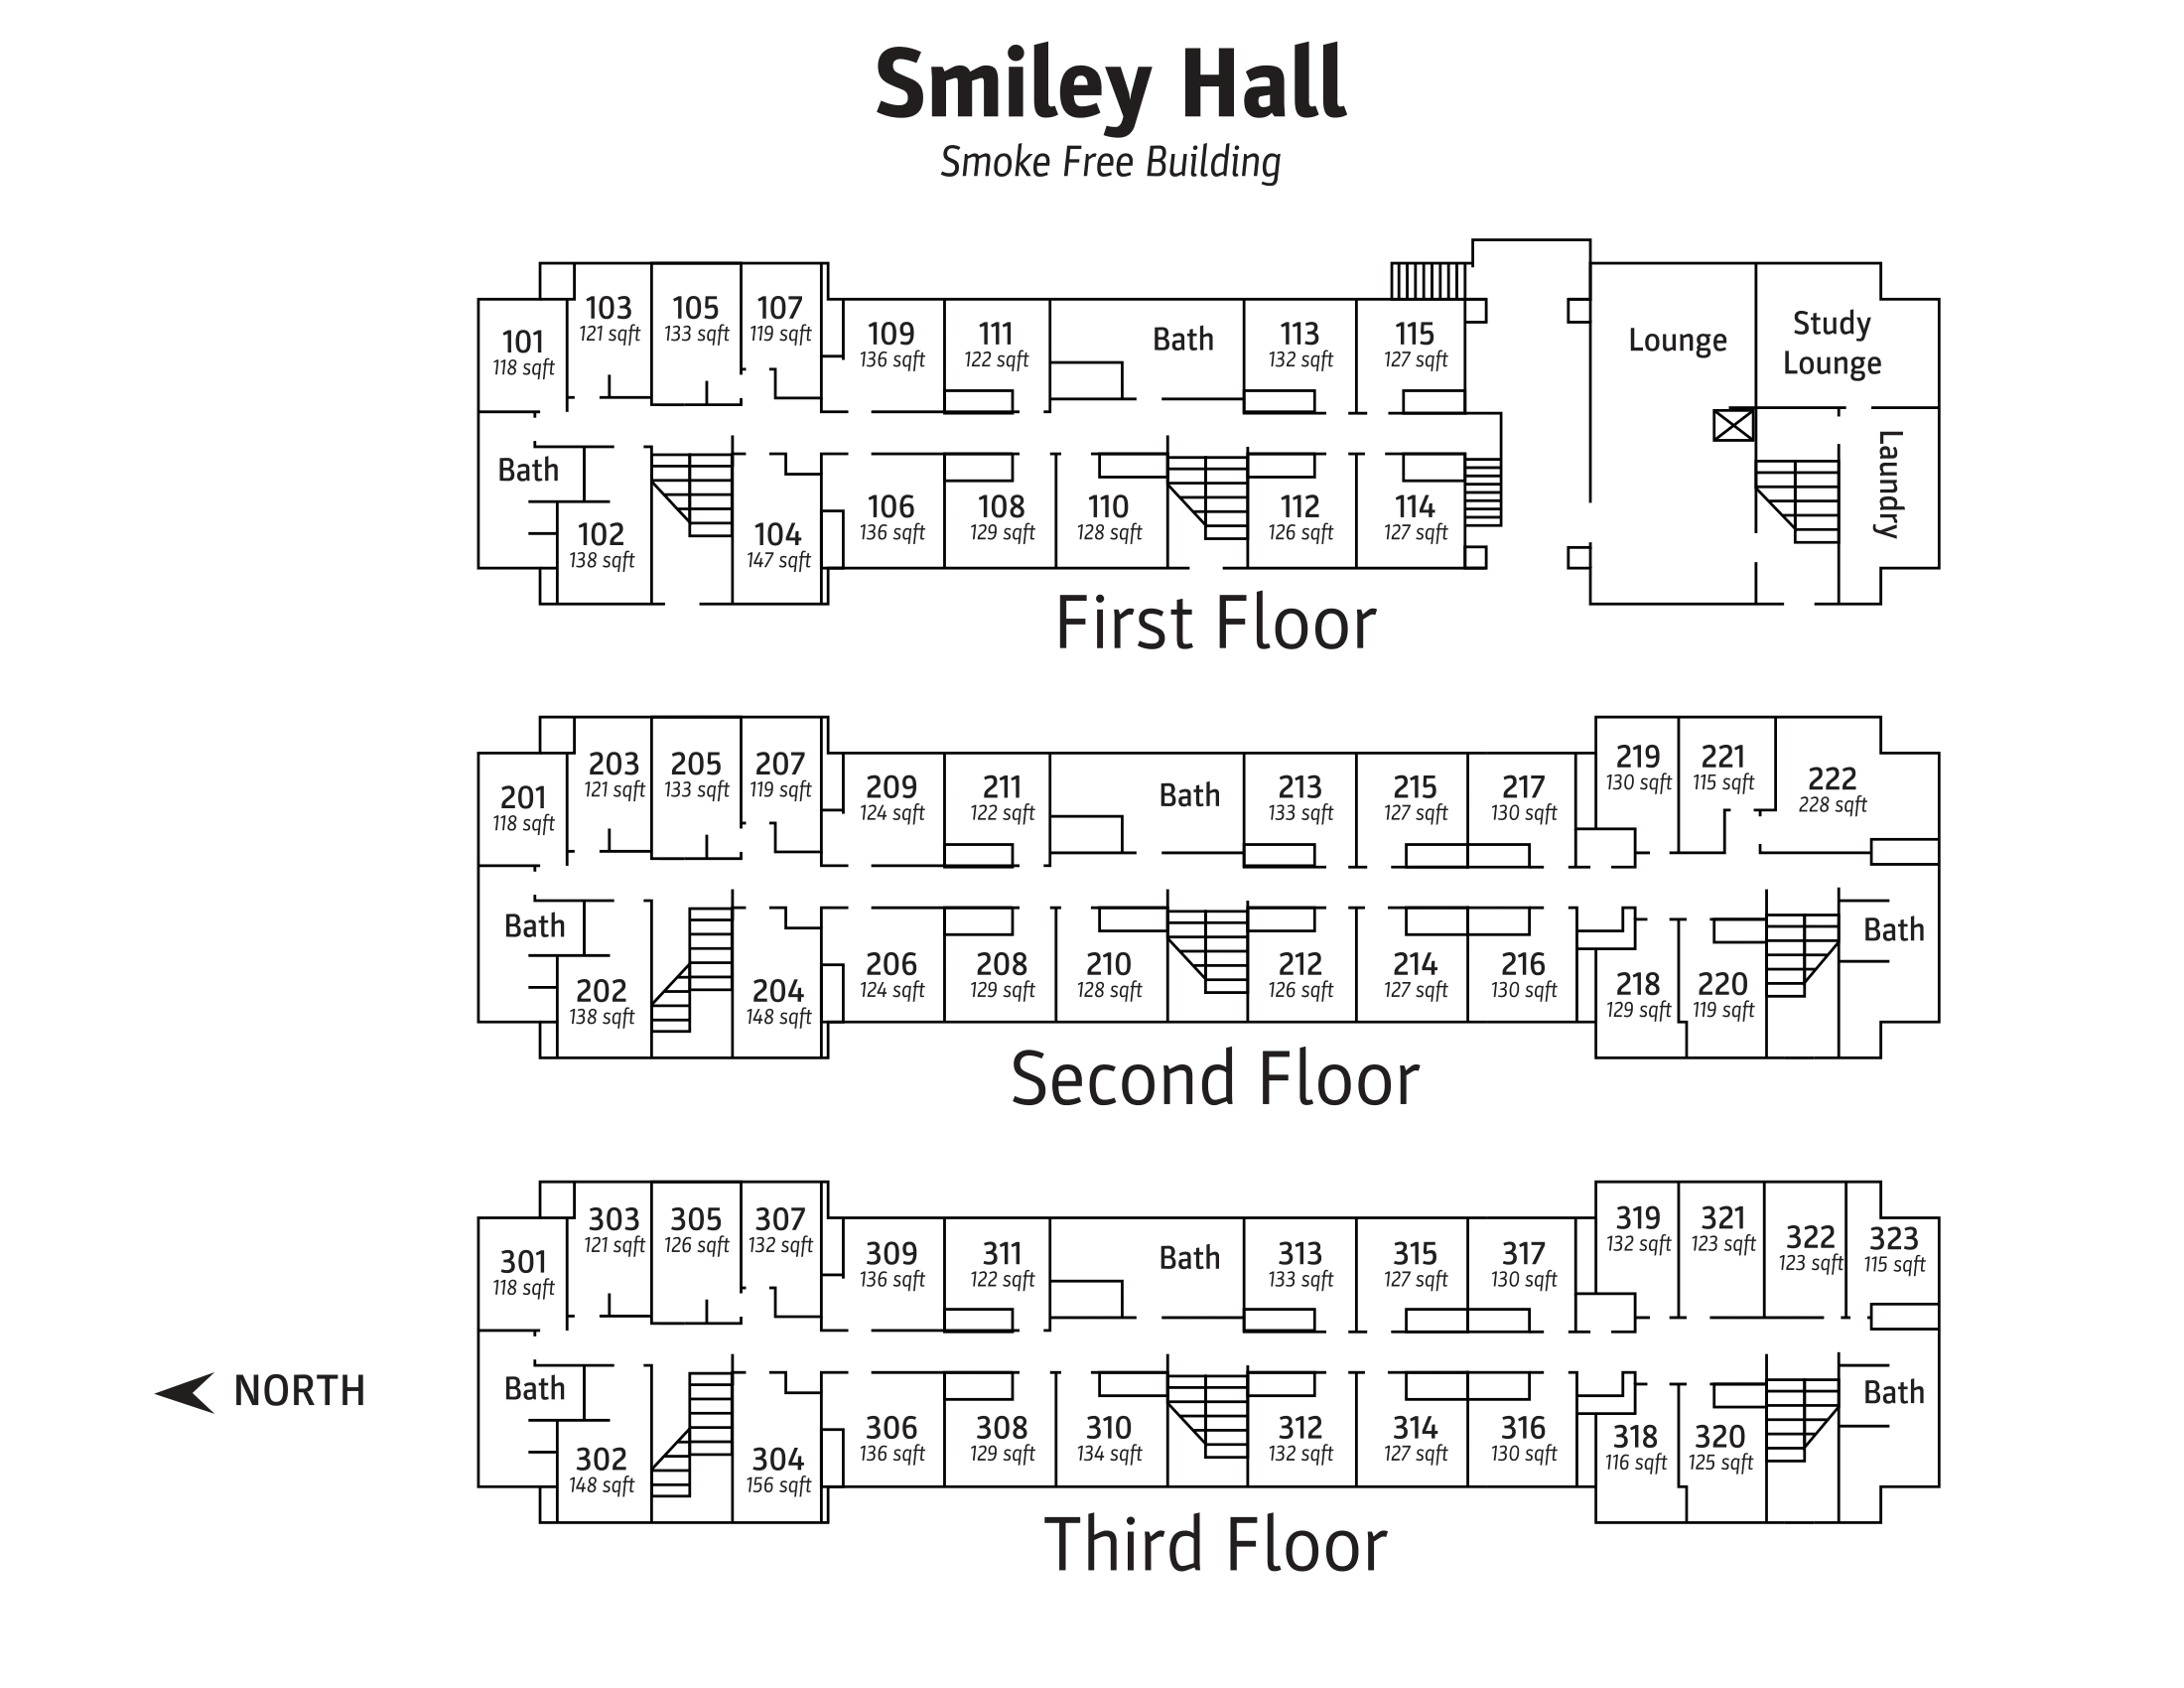 Smiley Hall
Smoke Free Building
101
118 sqft
103
121 sqft
105
133 sqft
107
119 sqft
109
136 sqft
111
122 sqft
Bath
113
132 sqft
115
127 sqft
Lounge
Study
Lounge
Bath
102
138 sqft
104
147 sqft
106
136 sqft
108
129 sqft
110
128 sqft
112
126 sqft
114
127 sqft
Laundry
First Floor
201
118 sqft
203
121 sqft
205
133 sqft
207
119 sqft
209
124 sqft
211
122 sqft
Bath
213
133 sqft
215
127 sqft
217
130 sqft
219
130 sqft
221
115 sqft
222
228 sqft
Bath
202
138 sqft
204
148 sqft
206
124 sqft
208
129 sqft
210
128 sqft
212
126 sqft
214
127 sqft
216
130 sqft
218
129 sqft
220
119 sqft
Bath
Second Floor
301
118 sqft
303
121 sqft
305
126 sqft
307
132 sqft
309
136 sqft
311
122 sqft
Bath
313
133 sqft
315
127 sqft
317
130 sqft
319
132 sqft
321
123 sqft
322
123 sqft
323
115 sqft
NORTH
Bath
302
148 sqft
304
156 sqft
306
136 sqft
308
129 sqft
310
134 sqft
312
132 sqft
314
127 sqft
316
130 sqft
318
116 sqft
320
125 sqft
Bath
Third Floor